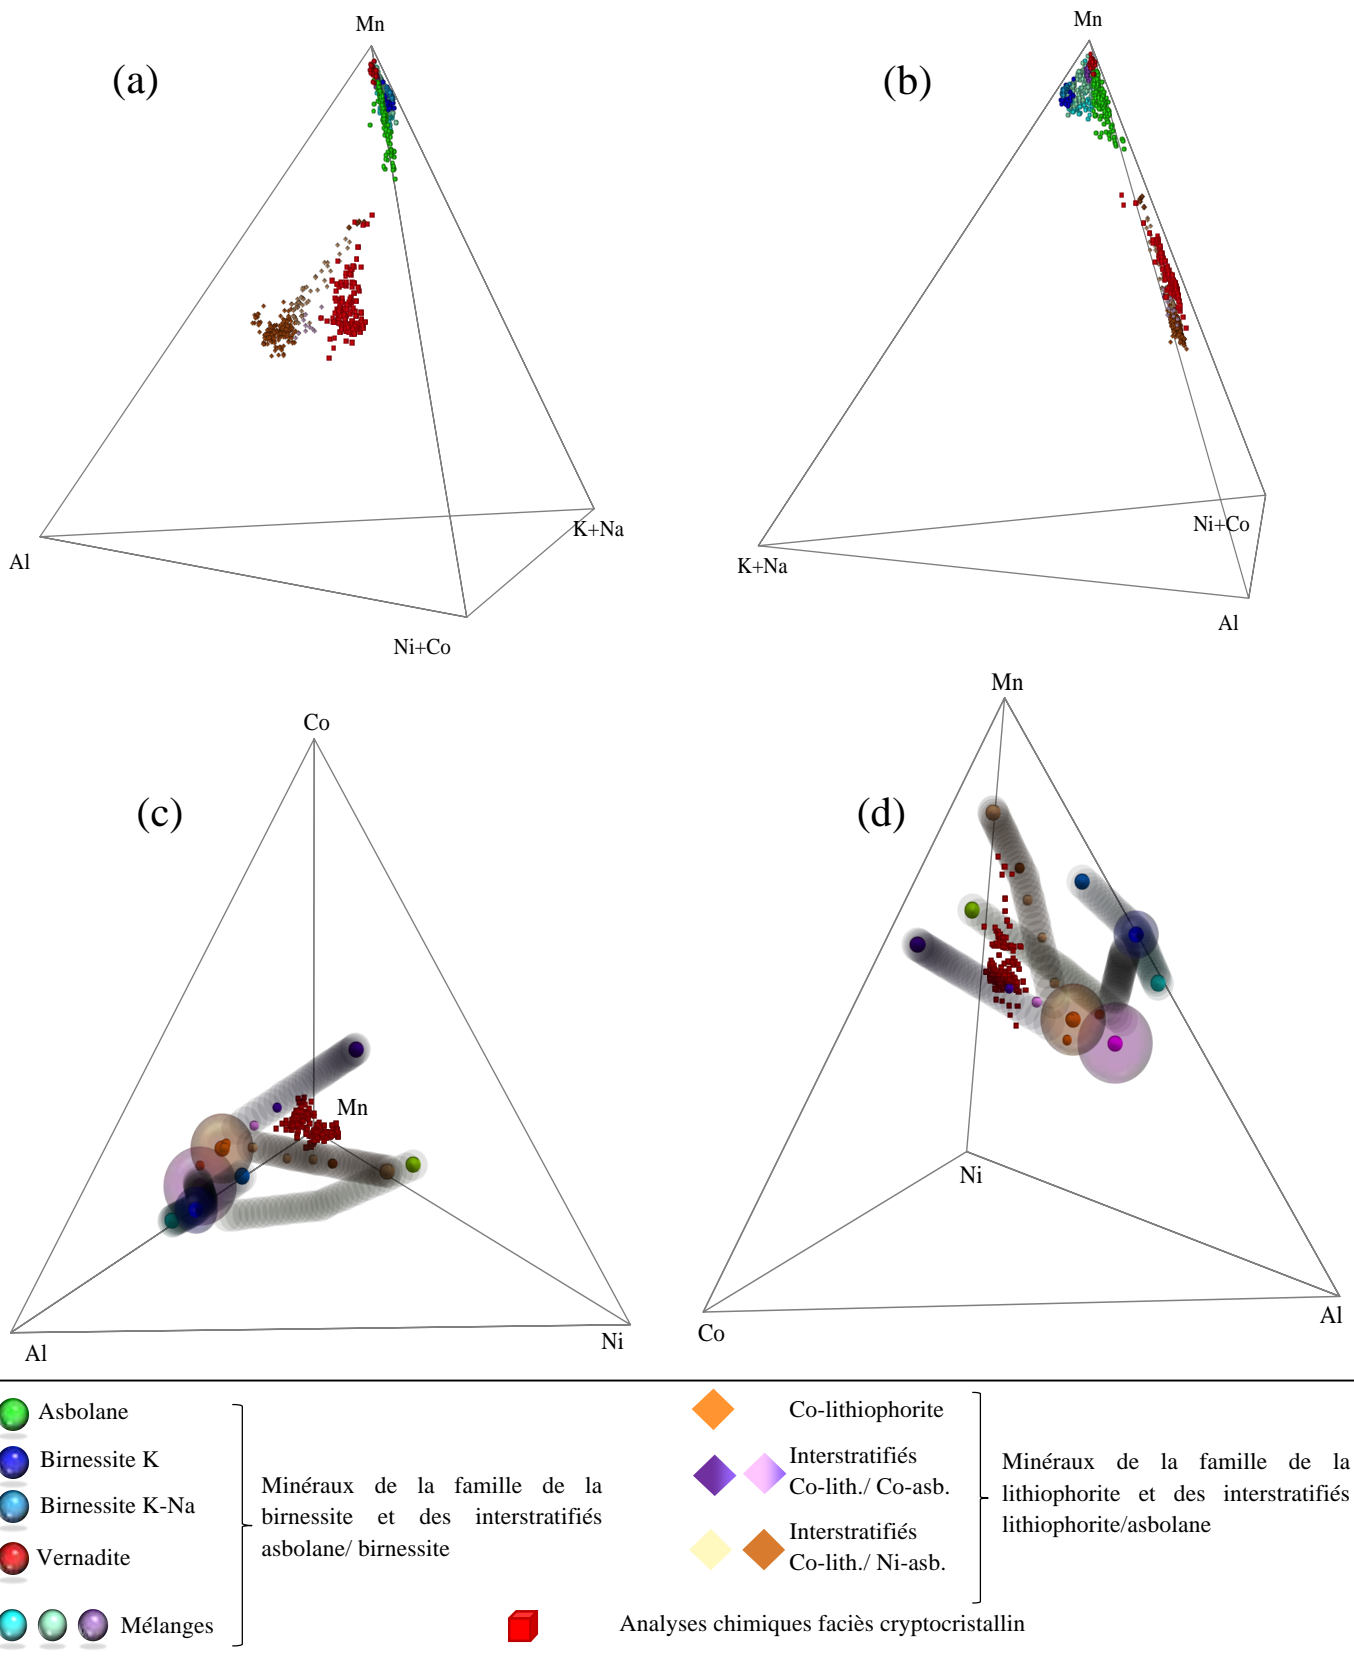 Mn
(a)
Al
K+Na
Ni+Co
Mn
(b)
K+Na
Ni+Co
Al
Co
(c)
Mn
Al
Ni
Mn
(d)
Ni
Co
Al
Asbolane
Birnessite K
Birnessite K-Na
Vernadite
Mélanges
Minéraux de la famille de la
birnessite et des interstratifiés
asbolane/ birnessite
Co-lithiophorite
Interstratifiés
Co-lith./ Co-asb.
Interstratifiés
Co-lith./ Ni-asb.
Minéraux de la famille de la
lithiophorite et des interstratifiés
lithiophorite/asbolane
Analyses chimiques faciès cryptocristallin